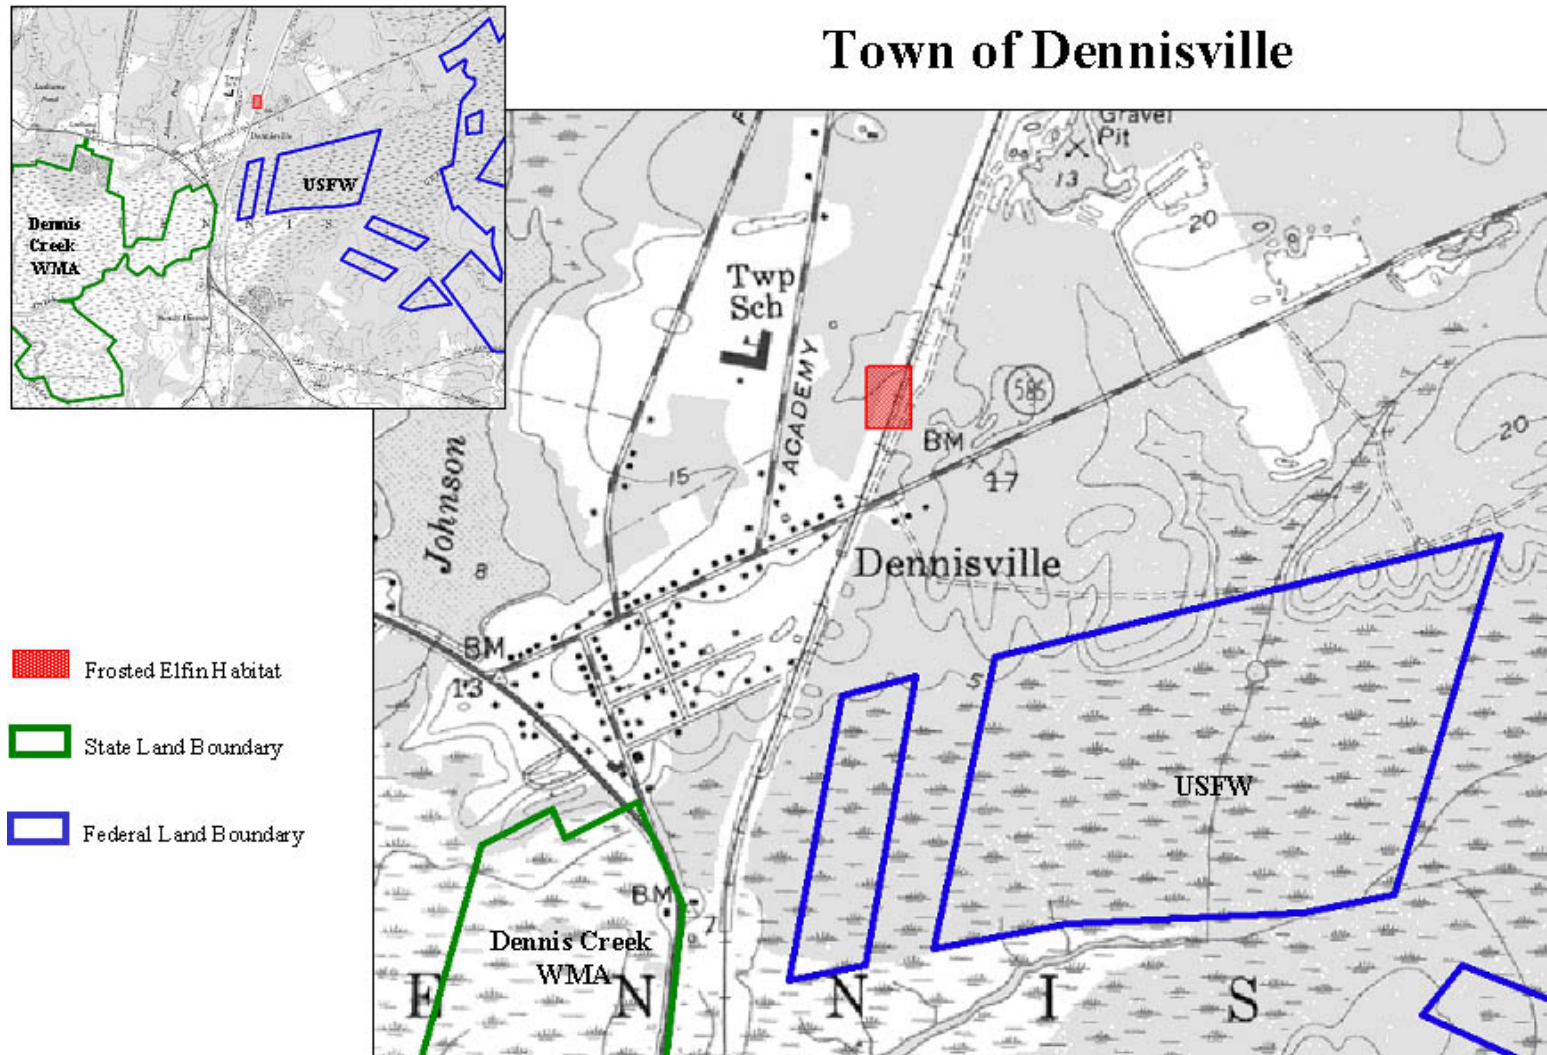 Town of Dennisville
Dennisville
USFW
Dennis
Creek
WMA
N N I S
Gravel
Pit
13
20
Twp
Sch
ACADEMY
586
BM
17
20
15
Johnson
8
Dennisville
BM
13
5
USFW
BM
7
Dennis Creek
WMA
E N N I S
Frosted Elfin Habitat
State Land Boundary
Federal Land Boundary